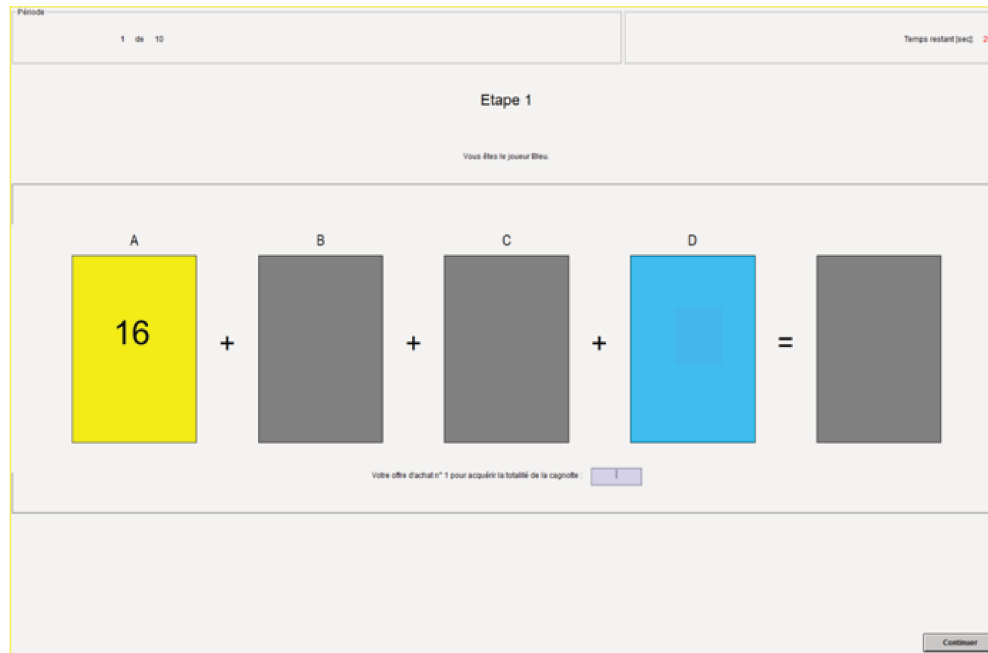 Période
1 de 10
Temps restant [sec]: 2
Etape 1
Vous êtes le joueur Bleu.
A B C D
16 + + + =
Votre offre d'achat n° 1 pour acquérir la totalité de la cagnotte :
Continuer